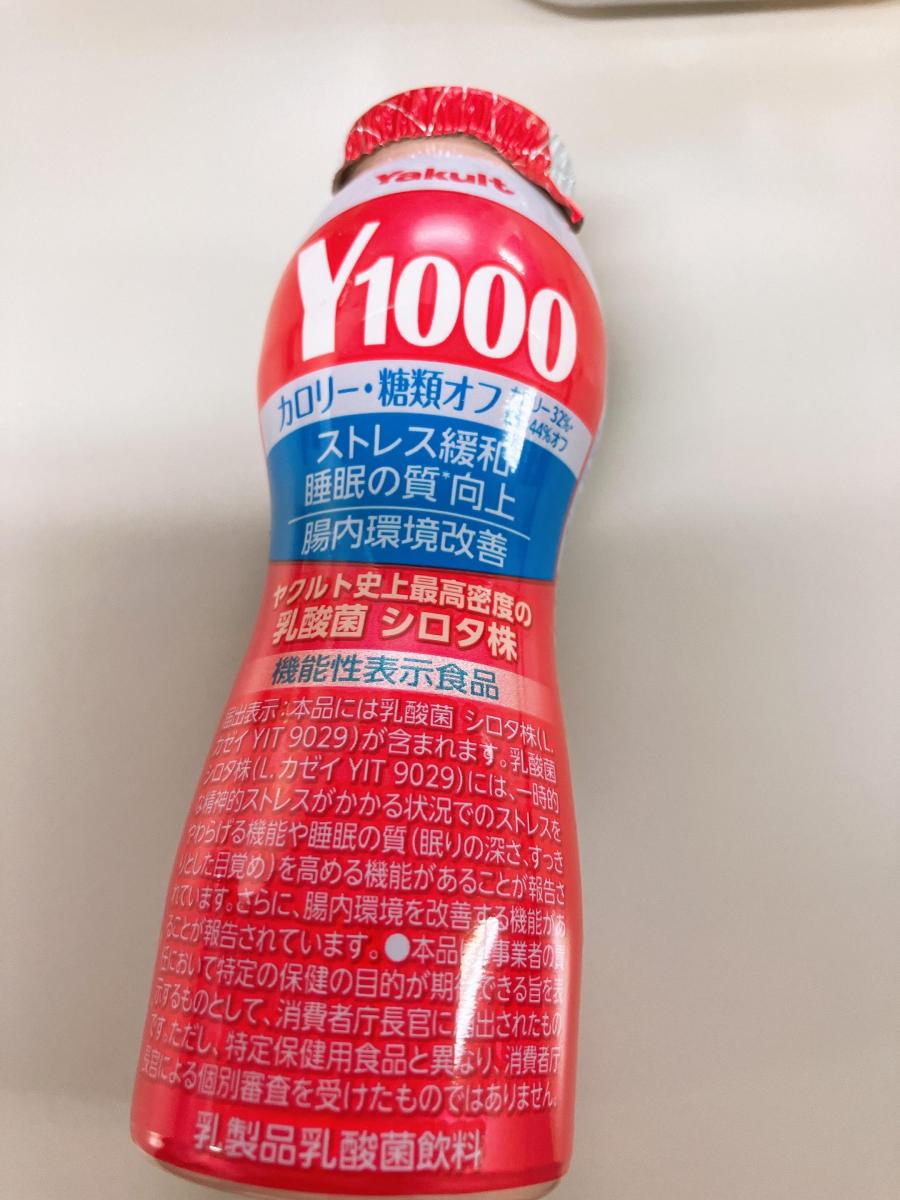 Yakult
Y1000
カロリー・糖類オフ
44%オフ
ストレス緩和
睡眠の質*向上
腸内環境改善
ヤクルト史上最高密度の
乳酸菌 シロタ株
機能性表示食品
届出表示:本品には乳酸菌 シロタ株(L.
カゼイ YIT 9029)が含まれます。乳酸菌
シロタ株(L. カゼイ YIT 9029)には、一時的
な精神的ストレスがかかる状況でのストレスを
やわらげる機能や睡眠の質(眠りの深さ、すっき
りとした目覚め)を高める機能があることが報告さ
れています。さらに、腸内環境を改善する機能があ
ることが報告されています。●本品は、事業者の責
任において特定の保健の目的が期待できる旨を表
示するものとして、消費者庁長官に届出されたもの
です。ただし、特定保健用食品と異なり、消費者庁
長官による個別審査を受けたものではありません。
乳製品乳酸菌飲料